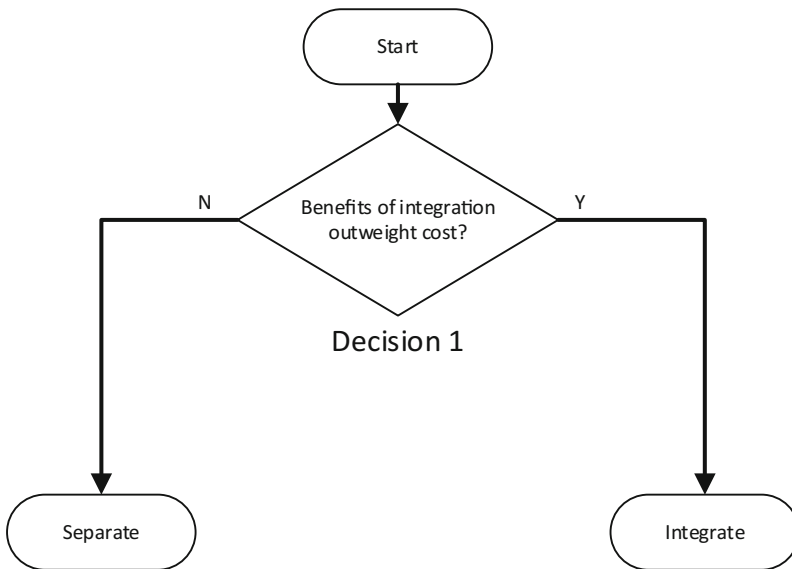 Start
N
Y
Benefits of integration
outweight cost?
Decision 1
Separate
Integrate